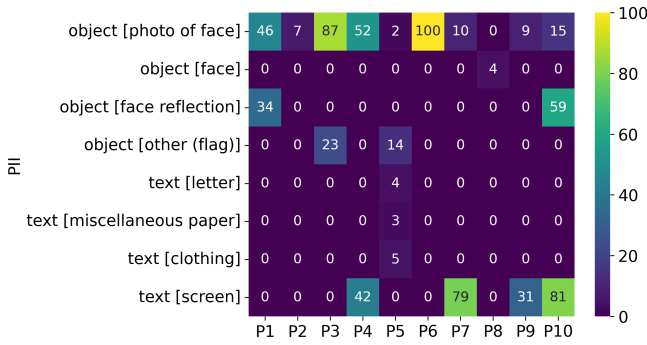 object [photo of face] 46 7 87 52 2 100 10 0 9 15
object [face] 0 0 0 0 0 0 0 4 0 0
object [face reflection] 34 0 0 0 0 0 0 0 0 59
object [other (flag)] 0 0 23 0 14 0 0 0 0 0
text [letter] 0 0 0 0 4 0 0 0 0 0
text [miscellaneous paper] 0 0 0 0 3 0 0 0 0 0
text [clothing] 0 0 0 0 5 0 0 0 0 0
text [screen] 0 0 0 42 0 0 79 0 31 81
P1 P2 P3 P4 P5 P6 P7 P8 P9 P10
PII
100
80
60
40
20
0